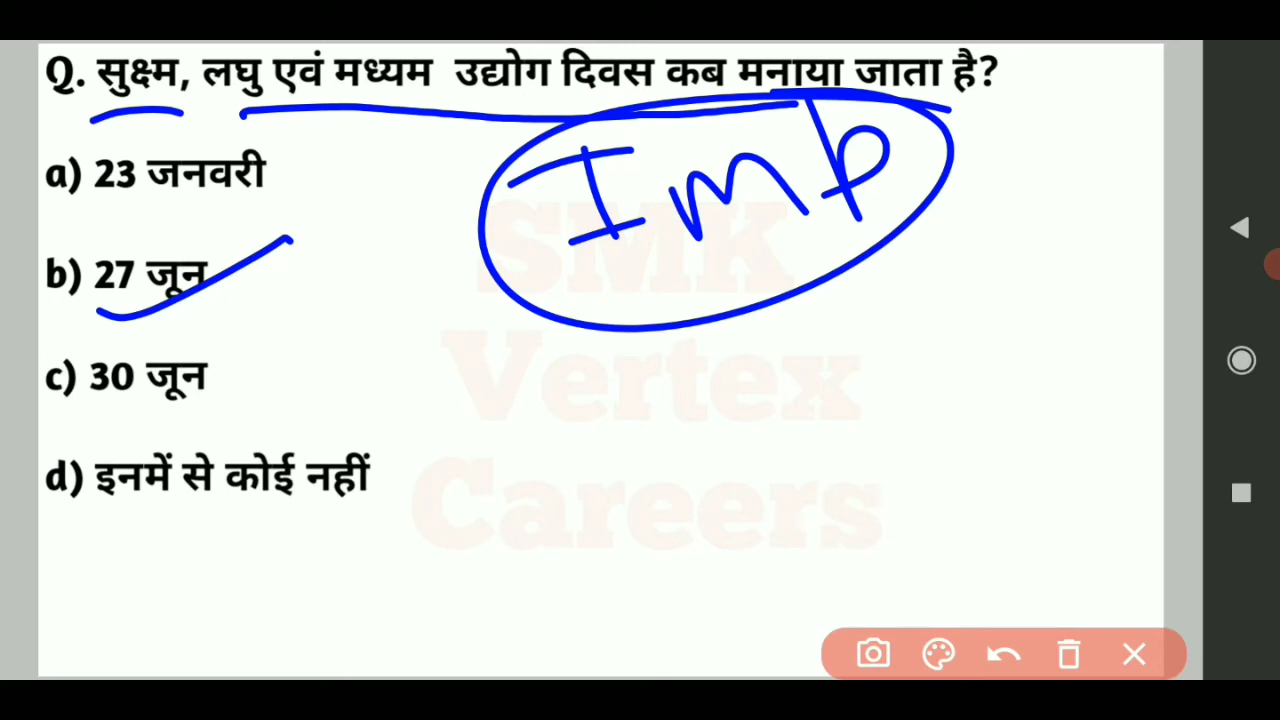 Q. सुक्ष्म, लघु एवं मध्यम उद्योग दिवस कब मनाया जाता है?
Imp
a) 23 जनवरी
b) 27 जून
c) 30 जून
d) इनमें से कोई नहीं
SMK
Vertex
Careers